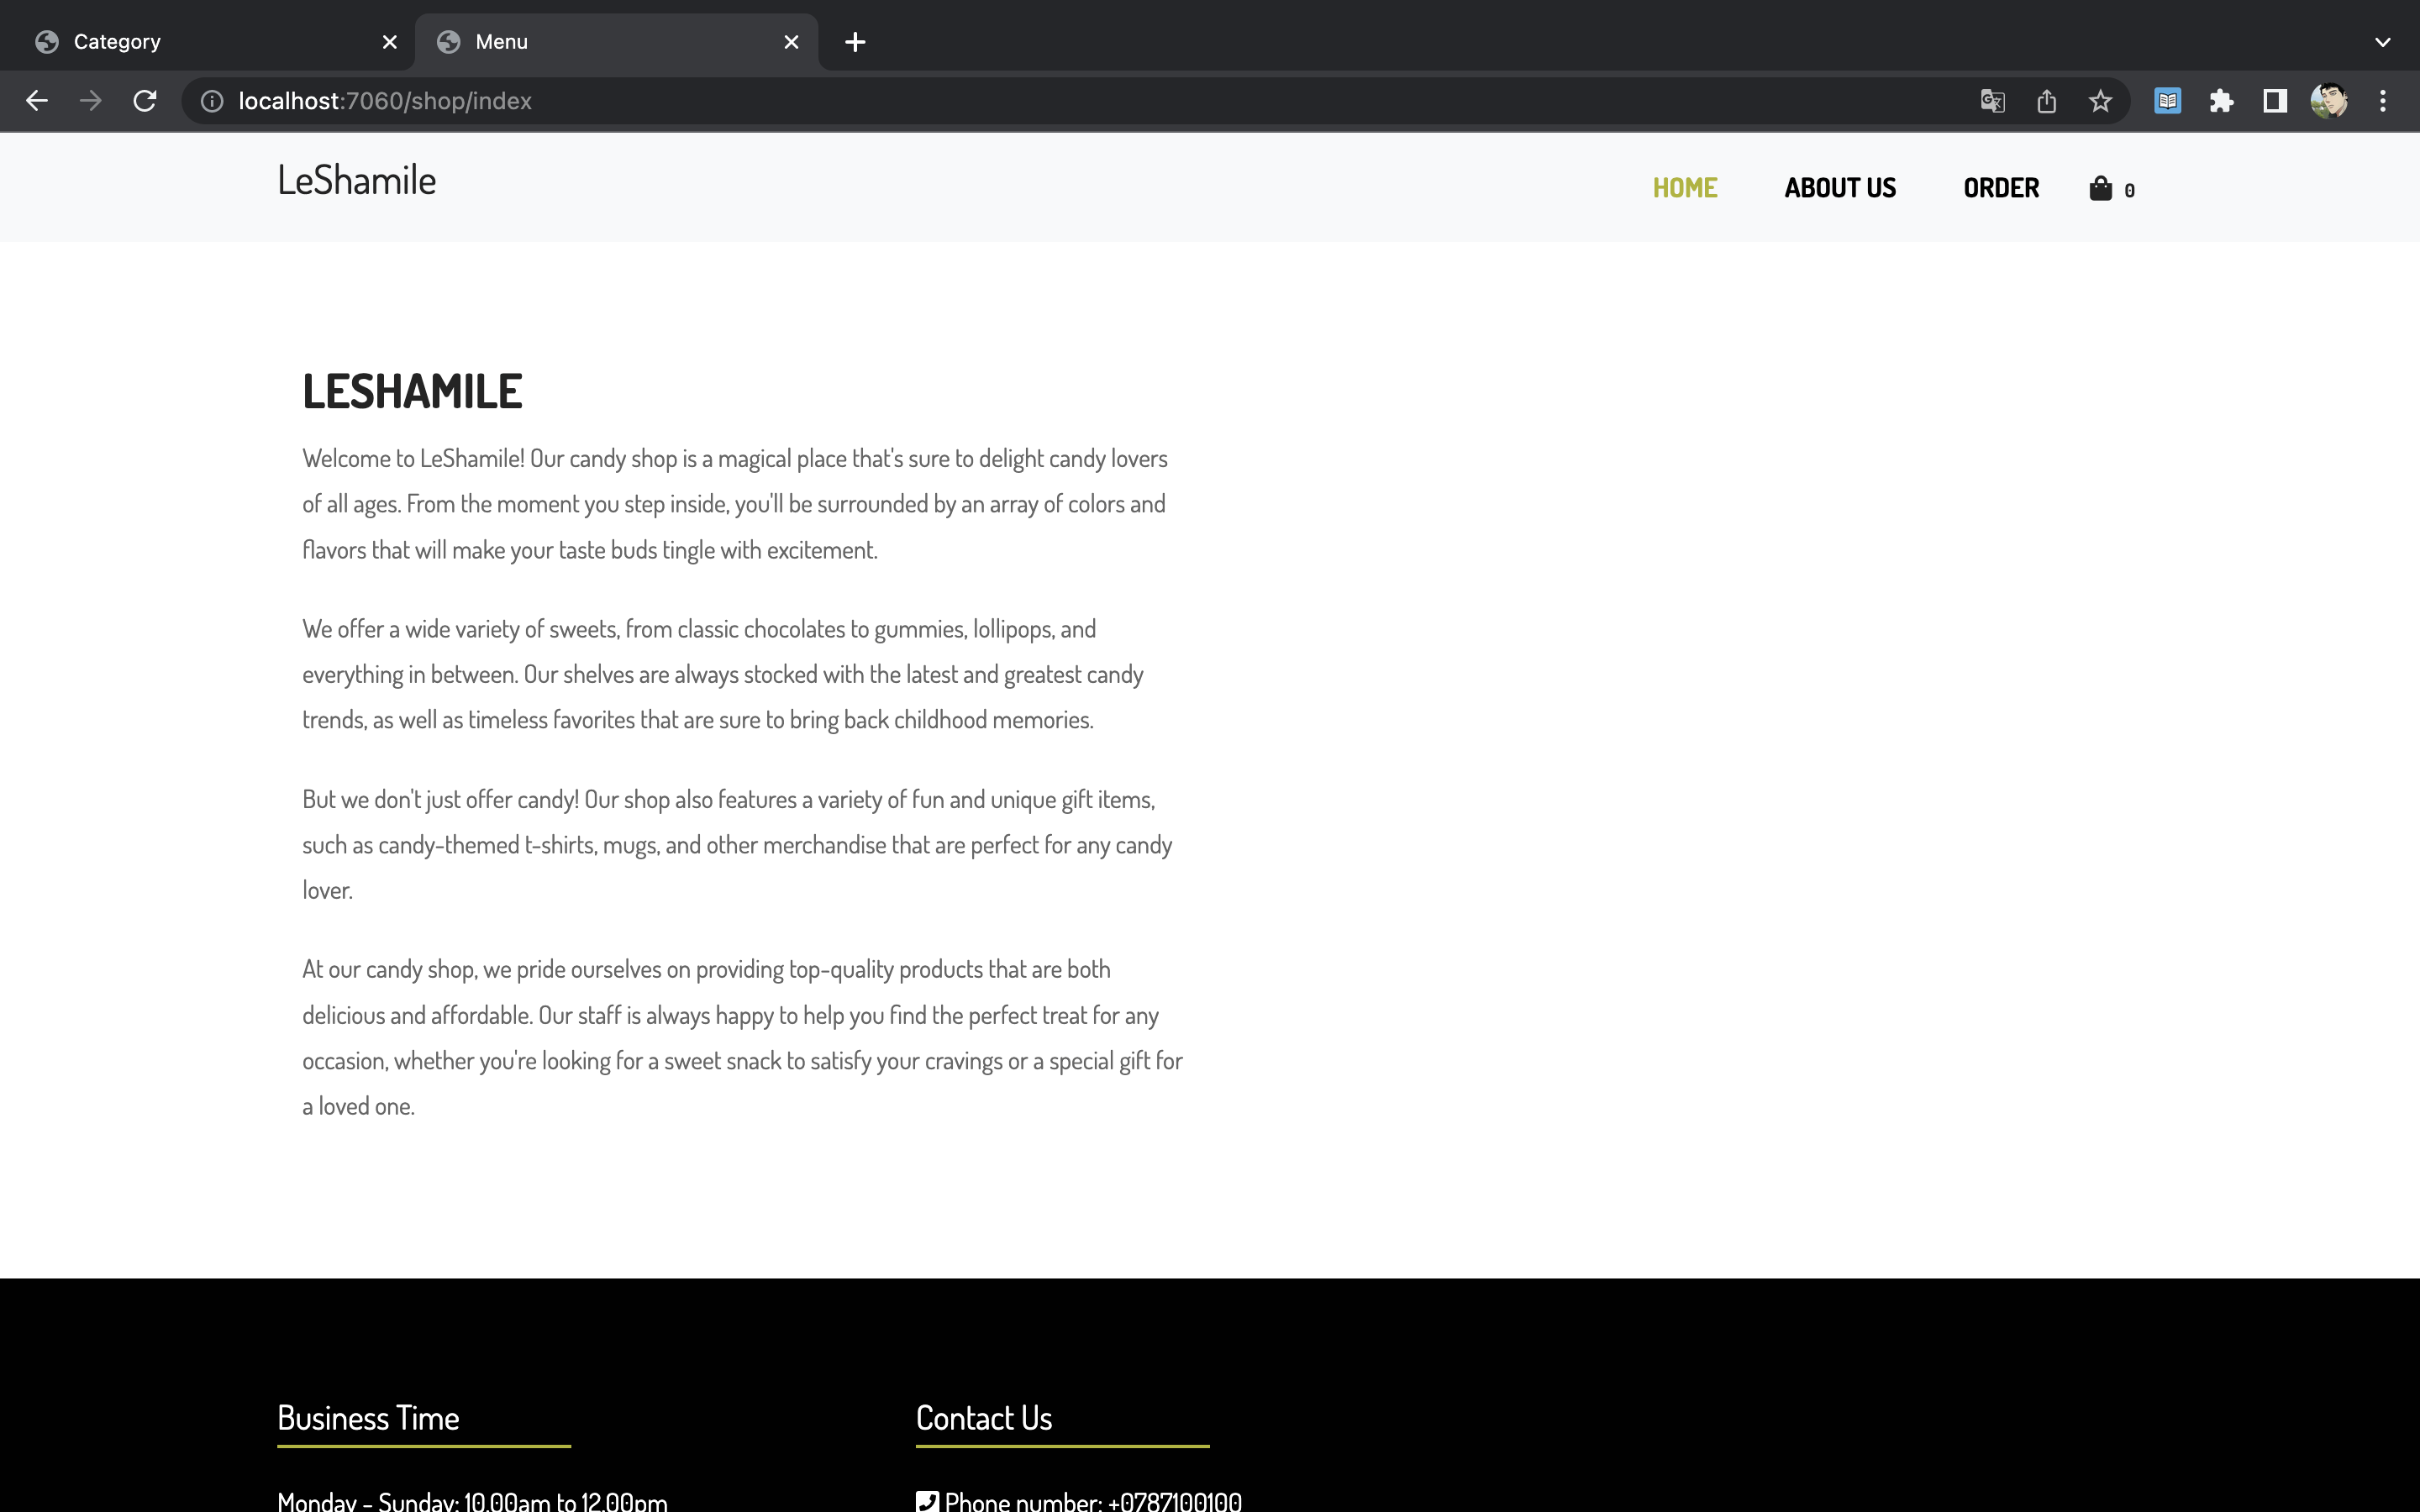 Category
Menu
localhost:7060/shop/index
LeShamile
HOME
ABOUT US
ORDER
0
LESHAMILE
Welcome to LeShamile! Our candy shop is a magical place that's sure to delight candy lovers
of all ages. From the moment you step inside, you'll be surrounded by an array of colors and
flavors that will make your taste buds tingle with excitement.
We offer a wide variety of sweets, from classic chocolates to gummies, lollipops, and
everything in between. Our shelves are always stocked with the latest and greatest candy
trends, as well as timeless favorites that are sure to bring back childhood memories.
But we don't just offer candy! Our shop also features a variety of fun and unique gift items,
such as candy-themed t-shirts, mugs, and other merchandise that are perfect for any candy
lover.
At our candy shop, we pride ourselves on providing top-quality products that are both
delicious and affordable. Our staff is always happy to help you find the perfect treat for any
occasion, whether you're looking for a sweet snack to satisfy your cravings or a special gift for
a loved one.
Business Time
Contact Us
Monday - Sunday: 10.00am to 12.00pm
Phone number: +0787100100